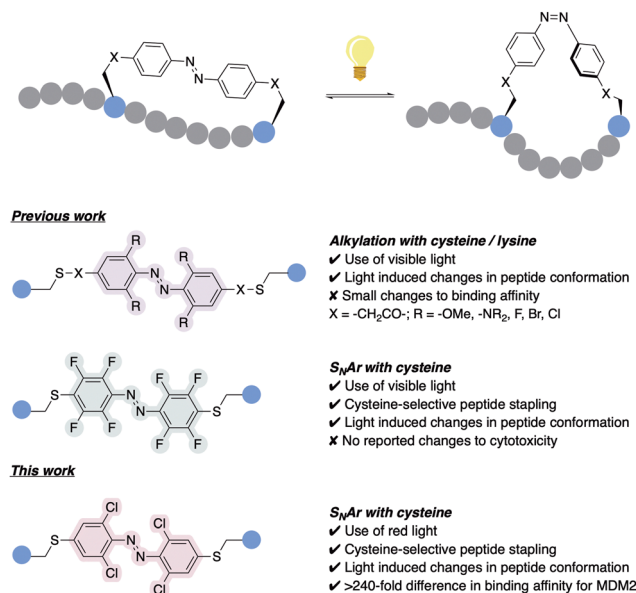 X
N
N
X
N=N
X
X
Previous work
R
R
S-X
N
N
X-S
R
R
Alkylation with cysteine / lysine
✔ Use of visible light
✔ Light induced changes in peptide conformation
✘ Small changes to binding affinity
X = -CH₂CO-; R = -OMe, -NR₂, F, Br, Cl
F
F
F
F
S
N
N
S
F
F
F
F
SNAr with cysteine
✔ Use of visible light
✔ Cysteine-selective peptide stapling
✔ Light induced changes in peptide conformation
✘ No reported changes to cytotoxicity
This work
Cl
Cl
S
N
N
S
Cl
Cl
SNAr with cysteine
✔ Use of red light
✔ Cysteine-selective peptide stapling
✔ Light induced changes in peptide conformation
✔ >240-fold difference in binding affinity for MDM2